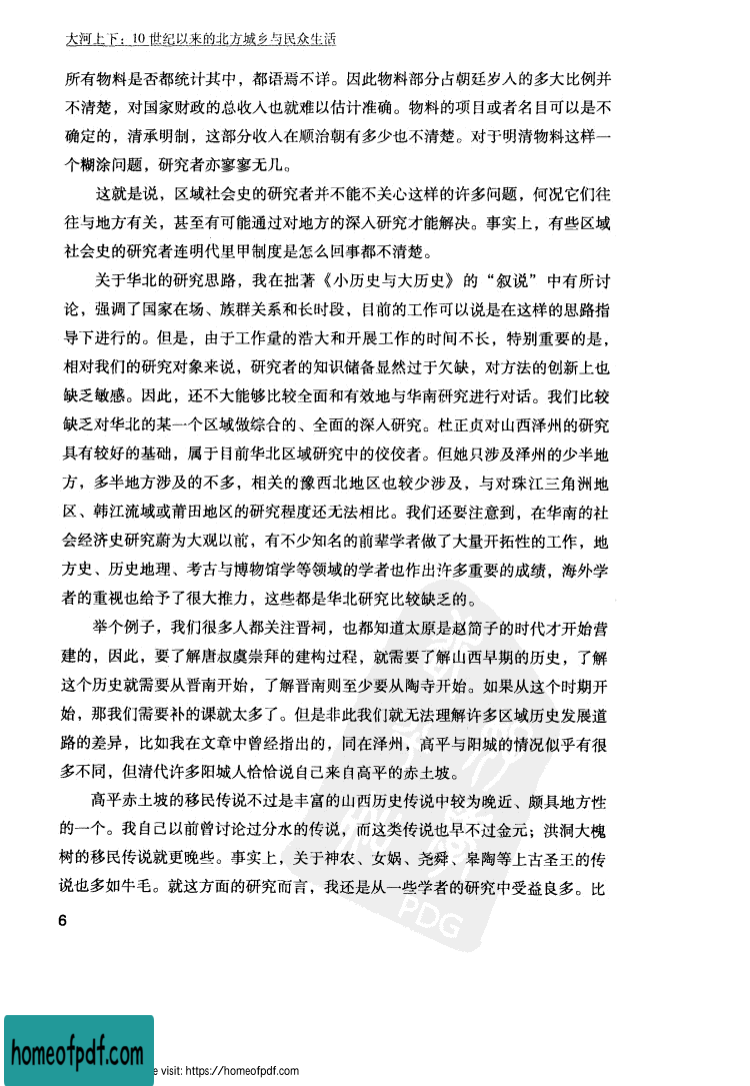 大河上下：10 世纪以来的北方城乡与民众生活
所有物料是否都统计其中，都语焉不详。因此物料部分占朝廷岁入的多大比例并
不清楚，对国家财政的总收入也就难以估计准确。物料的项目或者名目可以是不
确定的，清承明制，这部分收入在顺治朝有多少也不清楚。对于明清物料这样一
个糊涂问题，研究者亦寥寥无几。
这就是说，区域社会史的研究者并不能不关心这样的许多问题，何况它们往
往与地方有关，甚至有可能通过对地方的深入研究才能解决。事实上，有些区域
社会史的研究者连明代里甲制度是怎么回事都不清楚。
关于华北的研究思路，我在拙著《小历史与大历史》的“叙说”中有所讨
论，强调了国家在场、族群关系和长时段，目前的工作可以说是在这样的思路指
导下进行的。但是，由于工作量的浩大和开展工作的时间不长，特别重要的是，
相对我们的研究对象来说，研究者的知识储备显然过于欠缺，对方法的创新上也
缺乏敏感。因此，还不大能够比较全面和有效地与华南研究进行对话。我们比较
缺乏对华北的某一个区域做综合的、全面的深入研究。杜正贞对山西泽州的研究
具有较好的基础，属于目前华北区域研究中的佼佼者。但她只涉及泽州的少半地
方，多半地方涉及的不多，相关的豫西北地区也较少涉及，与对珠江三角洲地
区、韩江流域或莆田地区的研究程度还无法相比。我们还要注意到，在华南的社
会经济史研究蔚为大观以前，有不少知名的前辈学者做了大量开拓性的工作，地
方史、历史地理、考古与博物馆学等领域的学者也作出许多重要的成绩，海外学
者的重视也给予了很大推力，这些都是华北研究比较缺乏的。
举个例子，我们很多人都关注晋祠，也都知道太原是赵简子的时代才开始营
建的，因此，要了解唐叔虞崇拜的建构过程，就需要了解山西早期的历史，了解
这个历史就需要从晋南开始，了解晋南则至少要从陶寺开始。如果从这个时期开
始，那我们需要补的课就太多了。但是非此我们就无法理解许多区域历史发展道
路的差异，比如我在文章中曾经指出的，同在泽州，高平与阳城的情况似乎有很
多不同，但清代许多阳城人恰恰说自己来自高平的赤土坡。
高平赤土坡的移民传说不过是丰富的山西历史传说中较为晚近、颇具地方性
的一个。我自己以前曾讨论过分水的传说，而这类传说也早不过金元；洪洞大槐
树的移民传说就更晚些。事实上，关于神农、女娲、尧舜、皋陶等上古圣王的传
说也多如牛毛。就这方面的研究而言，我还是从一些学者的研究中受益良多。比
6
PDG
homeofpdf.com
e visit: https://homeofpdf.com